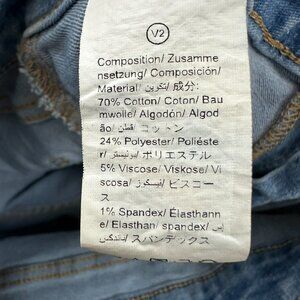 V2
Composition/ Zusamme
nsetzung/ Composición/
Material/ تكوين/ 成分:
70% Cotton/ Coton/ Bau
mwolle/ Algodón/ Algod
ão/ قطن/ コットン
24% Polyester/ Poliéste
r/ بوليستر/ ポリエステル
5% Viscose/ Viskose/ Vi
scosa/ فيسكوز/ ビスコー
ス
1% Spandex/ Élasthann
e/ Elasthan/ spandex/ س
باندكس/ スパンデックス